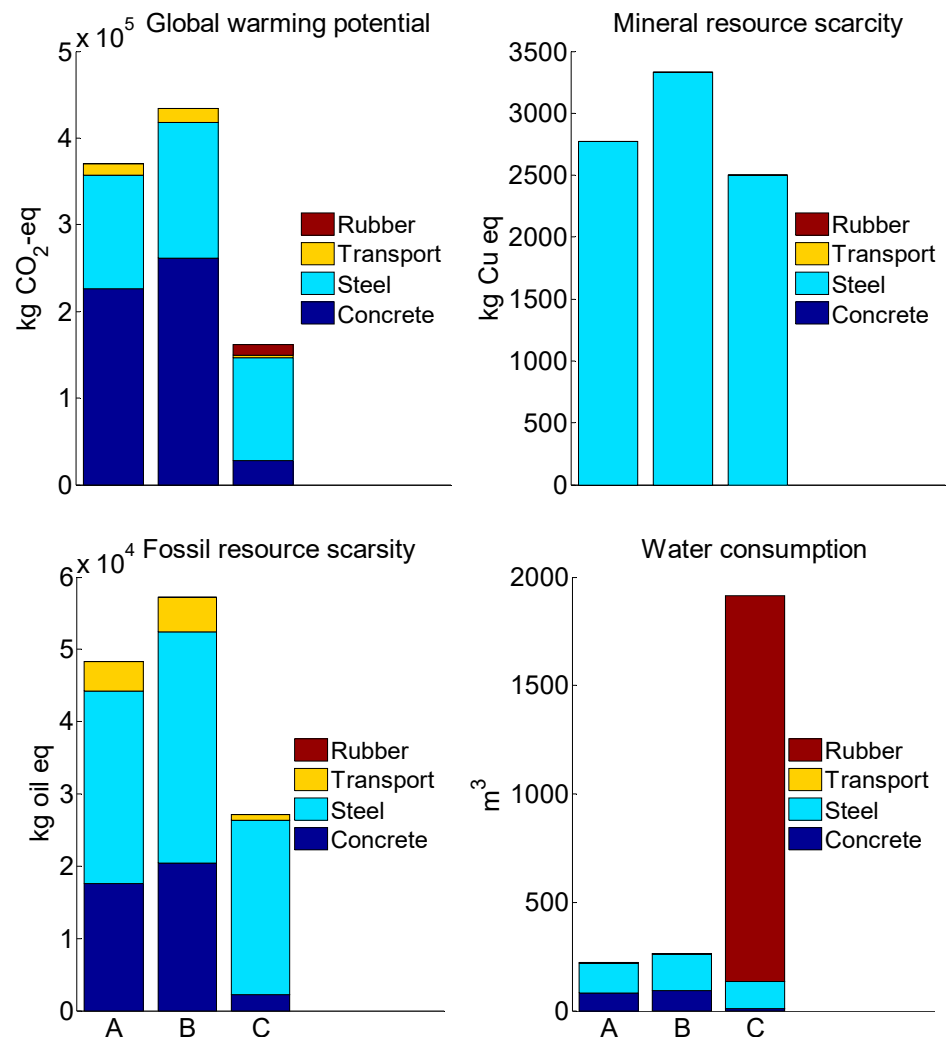 5 x 10^5 Global warming potential
5
4
3
2
1
0
kg CO₂-eq
Rubber
Transport
Steel
Concrete
Mineral resource scarcity
3500
3000
2500
2000
1500
1000
500
0
kg Cu eq
Rubber
Transport
Steel
Concrete
x 10^4 Fossil resource scarsity
6
5
4
3
2
1
0
kg oil eq
Rubber
Transport
Steel
Concrete
A B C
Water consumption
2000
1500
1000
500
0
m³
Rubber
Transport
Steel
Concrete
A B C